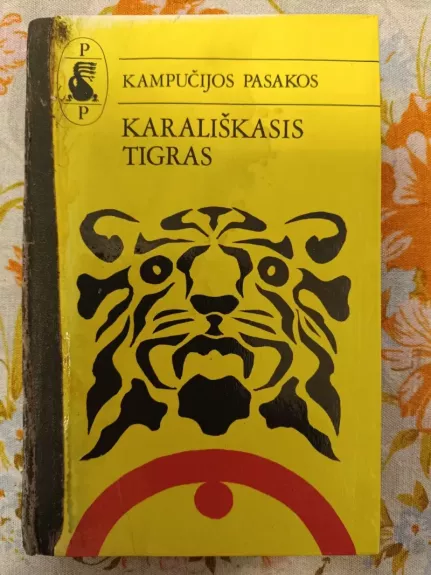 P
P
KAMPUČIJOS PASAKOS
KARALIŠKASIS
TIGRAS